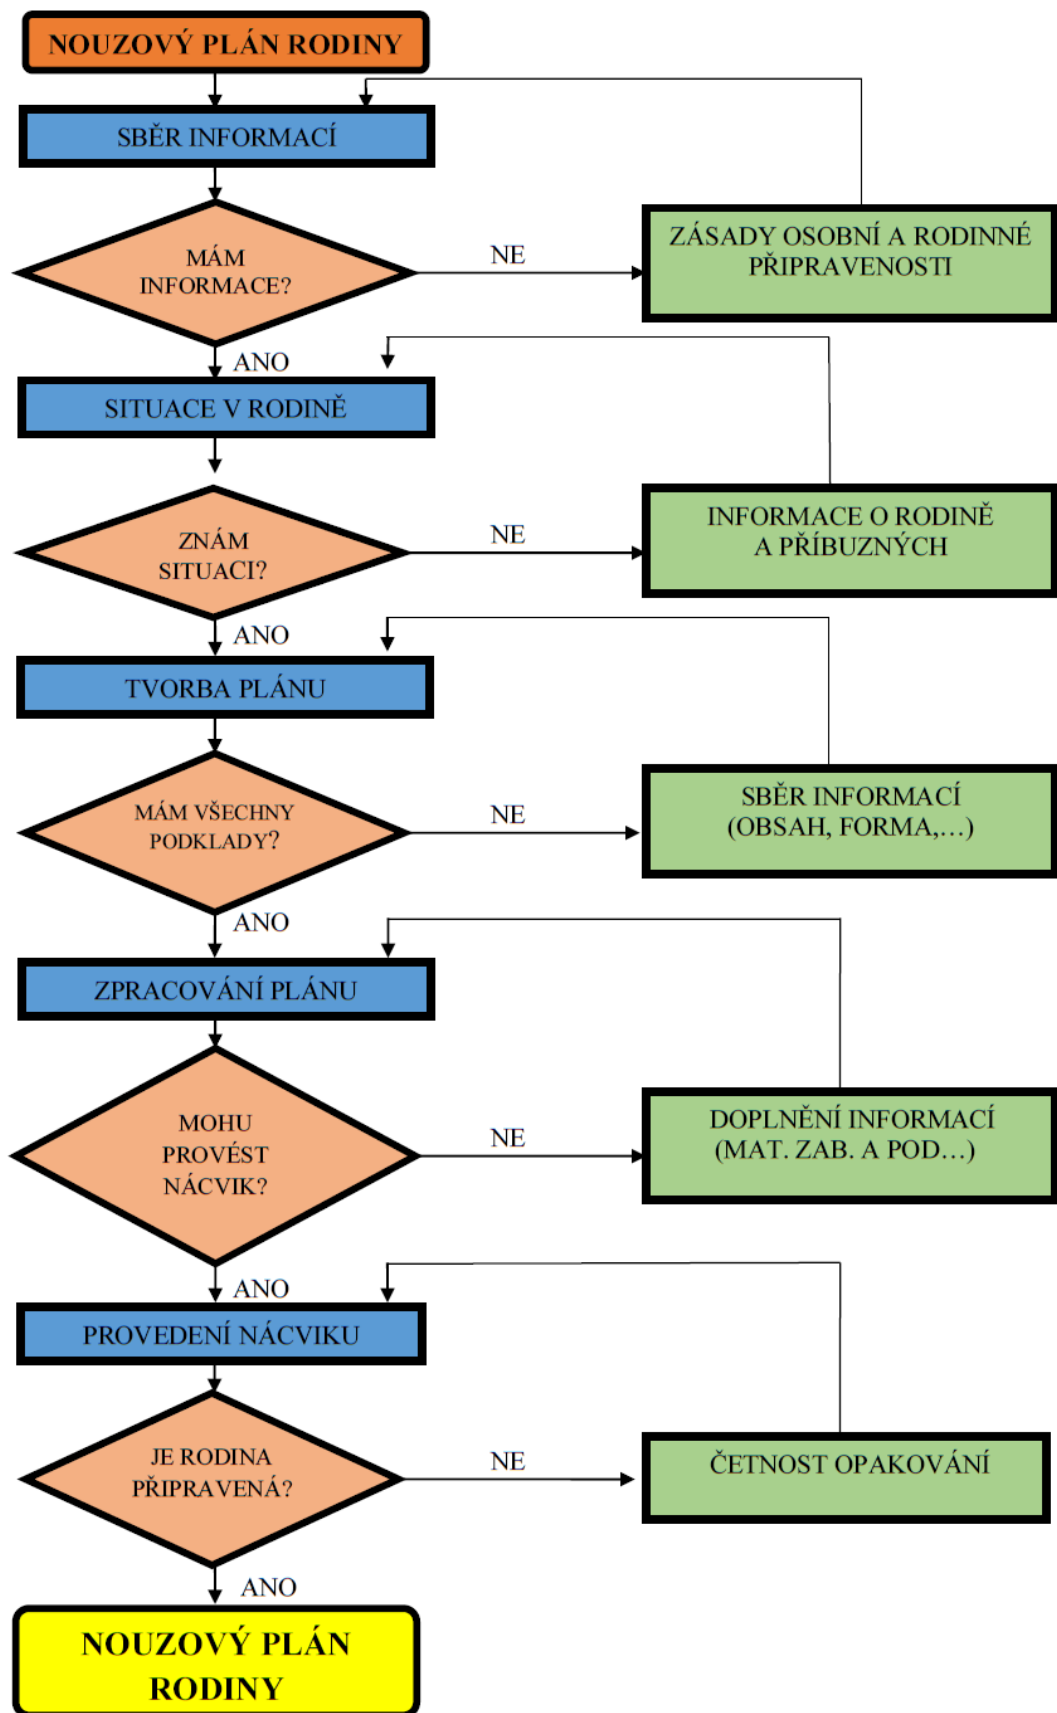 NOUZOVÝ PLÁN RODINY
SBĚR INFORMACÍ
MÁM
INFORMACE?
NE
ZÁSADY OSOBNÍ A RODINNÉ
PŘIPRAVENOSTI
ANO
SITUACE V RODINĚ
ZNÁM
SITUACI?
NE
INFORMACE O RODINĚ
A PŘÍBUZNÝCH
ANO
TVORBA PLÁNU
MÁM VŠECHNY
PODKLADY?
NE
SBĚR INFORMACÍ
(OBSAH, FORMA,…)
ANO
ZPRACOVÁNÍ PLÁNU
MOHU
PROVÉST
NÁCVIK?
NE
DOPLNĚNÍ INFORMACÍ
(MAT. ZAB. A POD…)
ANO
PROVEDENÍ NÁCVIKU
JE RODINA
PŘIPRAVENÁ?
NE
ČETNOST OPAKOVÁNÍ
ANO
NOUZOVÝ PLÁN
RODINY